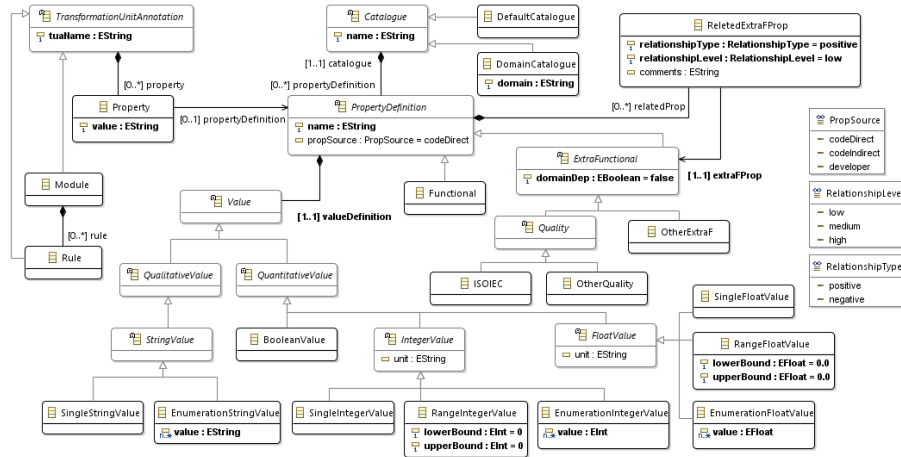 TransformationUnitAnnotation
tuaName : EString
Catalogue
name : EString
DefaultCatalogue
DomainCatalogue
domain : EString
ReletedExtraFProp
relationshipType : RelationshipType = positive
relationshipLevel : RelationshipLevel = low
comments : EString
[1..1] catalogue
[0..*] property
[0..*] propertyDefinition
Property
value : EString
[0..1] propertyDefinition
PropertyDefinition
name : EString
propSource : PropSource = codeDirect
[0..*] relatedProp
PropSource
codeDirect
codeIndirect
developer
ExtraFunctional
domainDep : EBoolean = false
[1..1] extraFProp
Module
Functional
Value
[1..1] valueDefinition
RelationshipLevel
low
medium
high
[0..*] rule
Rule
Quality
OtherExtraF
QualitativeValue
QuantitativeValue
ISOIEC
OtherQuality
RelationshipType
positive
negative
SingleFloatValue
StringValue
BooleanValue
IntegerValue
unit : EString
FloatValue
unit : EString
RangeFloatValue
lowerBound : EFloat = 0.0
upperBound : EFloat = 0.0
SingleStringValue
EnumerationStringValue
value : EString
SingleIntegerValue
RangeIntegerValue
lowerBound : EInt = 0
upperBound : EInt = 0
EnumerationIntegerValue
value : EInt
EnumerationFloatValue
value : EFloat